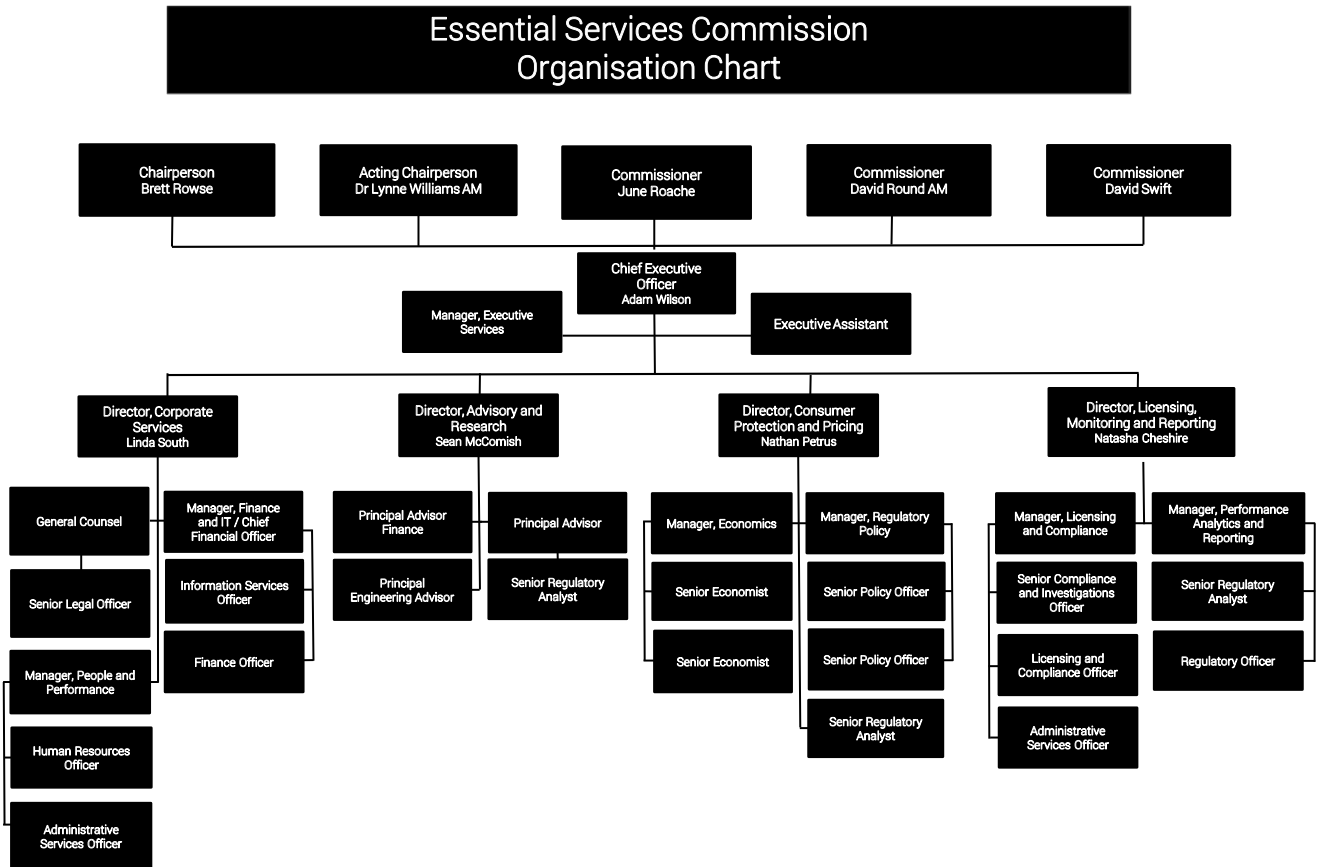 Essential Services Commission
Organisation Chart
Chairperson
Brett Rowse
Acting Chairperson
Dr Lynne Williams AM
Commissioner
June Roache
Commissioner
David Round AM
Commissioner
David Swift
Chief Executive
Officer
Adam Wilson
Manager, Executive
Services
Executive Assistant
Director, Corporate
Services
Linda South
Director, Advisory and
Research
Sean McComish
Director, Consumer
Protection and Pricing
Nathan Petrus
Director, Licensing,
Monitoring and Reporting
Natasha Cheshire
General Counsel
Senior Legal Officer
Manager, People and
Performance
Human Resources
Officer
Administrative
Services Officer
Manager, Finance
and IT / Chief
Financial Officer
Information Services
Officer
Finance Officer
Principal Advisor
Finance
Principal
Engineering Advisor
Principal Advisor
Senior Regulatory
Analyst
Manager, Economics
Senior Economist
Senior Economist
Manager, Regulatory
Policy
Senior Policy Officer
Senior Policy Officer
Senior Regulatory
Analyst
Manager, Licensing
and Compliance
Senior Compliance
and Investigations
Officer
Licensing and
Compliance Officer
Administrative
Services Officer
Manager, Performance
Analytics and
Reporting
Senior Regulatory
Analyst
Regulatory Officer